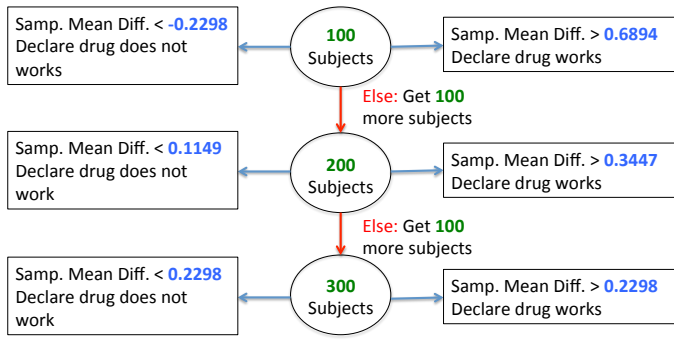 Samp. Mean Diff. < -0.2298
Declare drug does not
works
100
Subjects
Samp. Mean Diff. > 0.6894
Declare drug works
Else: Get 100
more subjects
Samp. Mean Diff. < 0.1149
Declare drug does not
work
200
Subjects
Samp. Mean Diff. > 0.3447
Declare drug works
Else: Get 100
more subjects
Samp. Mean Diff. < 0.2298
Declare drug does not
work
300
Subjects
Samp. Mean Diff. > 0.2298
Declare drug works